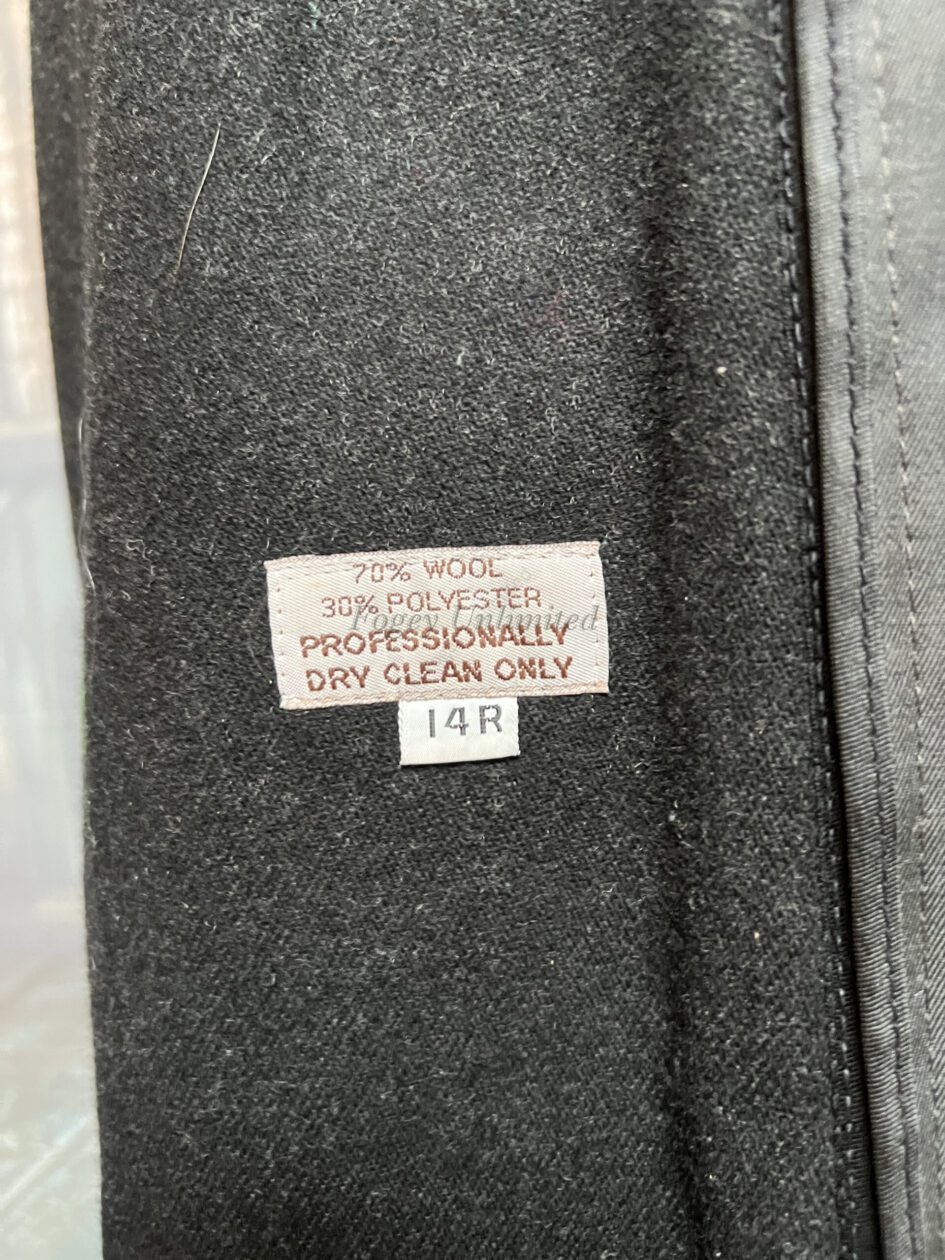 70% WOOL
30% POLYESTER
Fogey Unlimited
PROFESSIONALLY
DRY CLEAN ONLY
14R